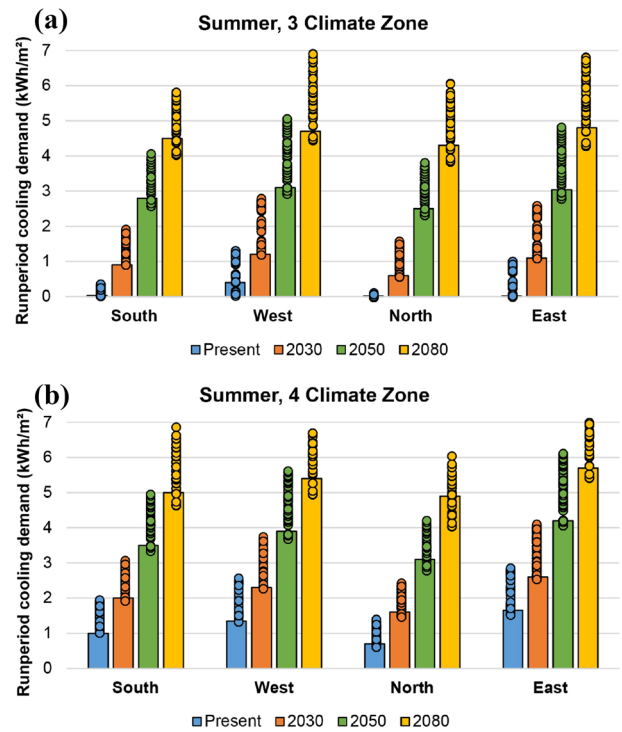 (a)
Summer, 3 Climate Zone
Runperiod cooling demand (kWh/m²)
7
6
5
4
3
2
1
0
South West North East
Present 2030 2050 2080
(b)
Summer, 4 Climate Zone
Runperiod cooling demand (kWh/m²)
7
6
5
4
3
2
1
0
South West North East
Present 2030 2050 2080